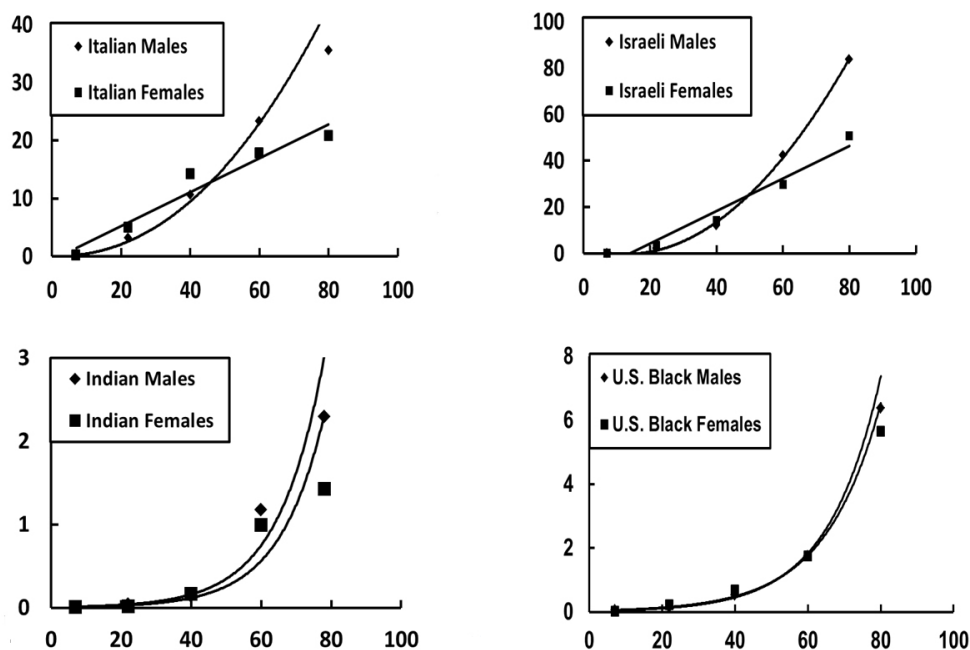 40
30
20
10
0
0 20 40 60 80 100
Italian Males
Italian Females
100
80
60
40
20
0
0 20 40 60 80 100
Israeli Males
Israeli Females
3
2
1
0
0 20 40 60 80 100
Indian Males
Indian Females
8
6
4
2
0
0 20 40 60 80 100
U.S. Black Males
U.S. Black Females